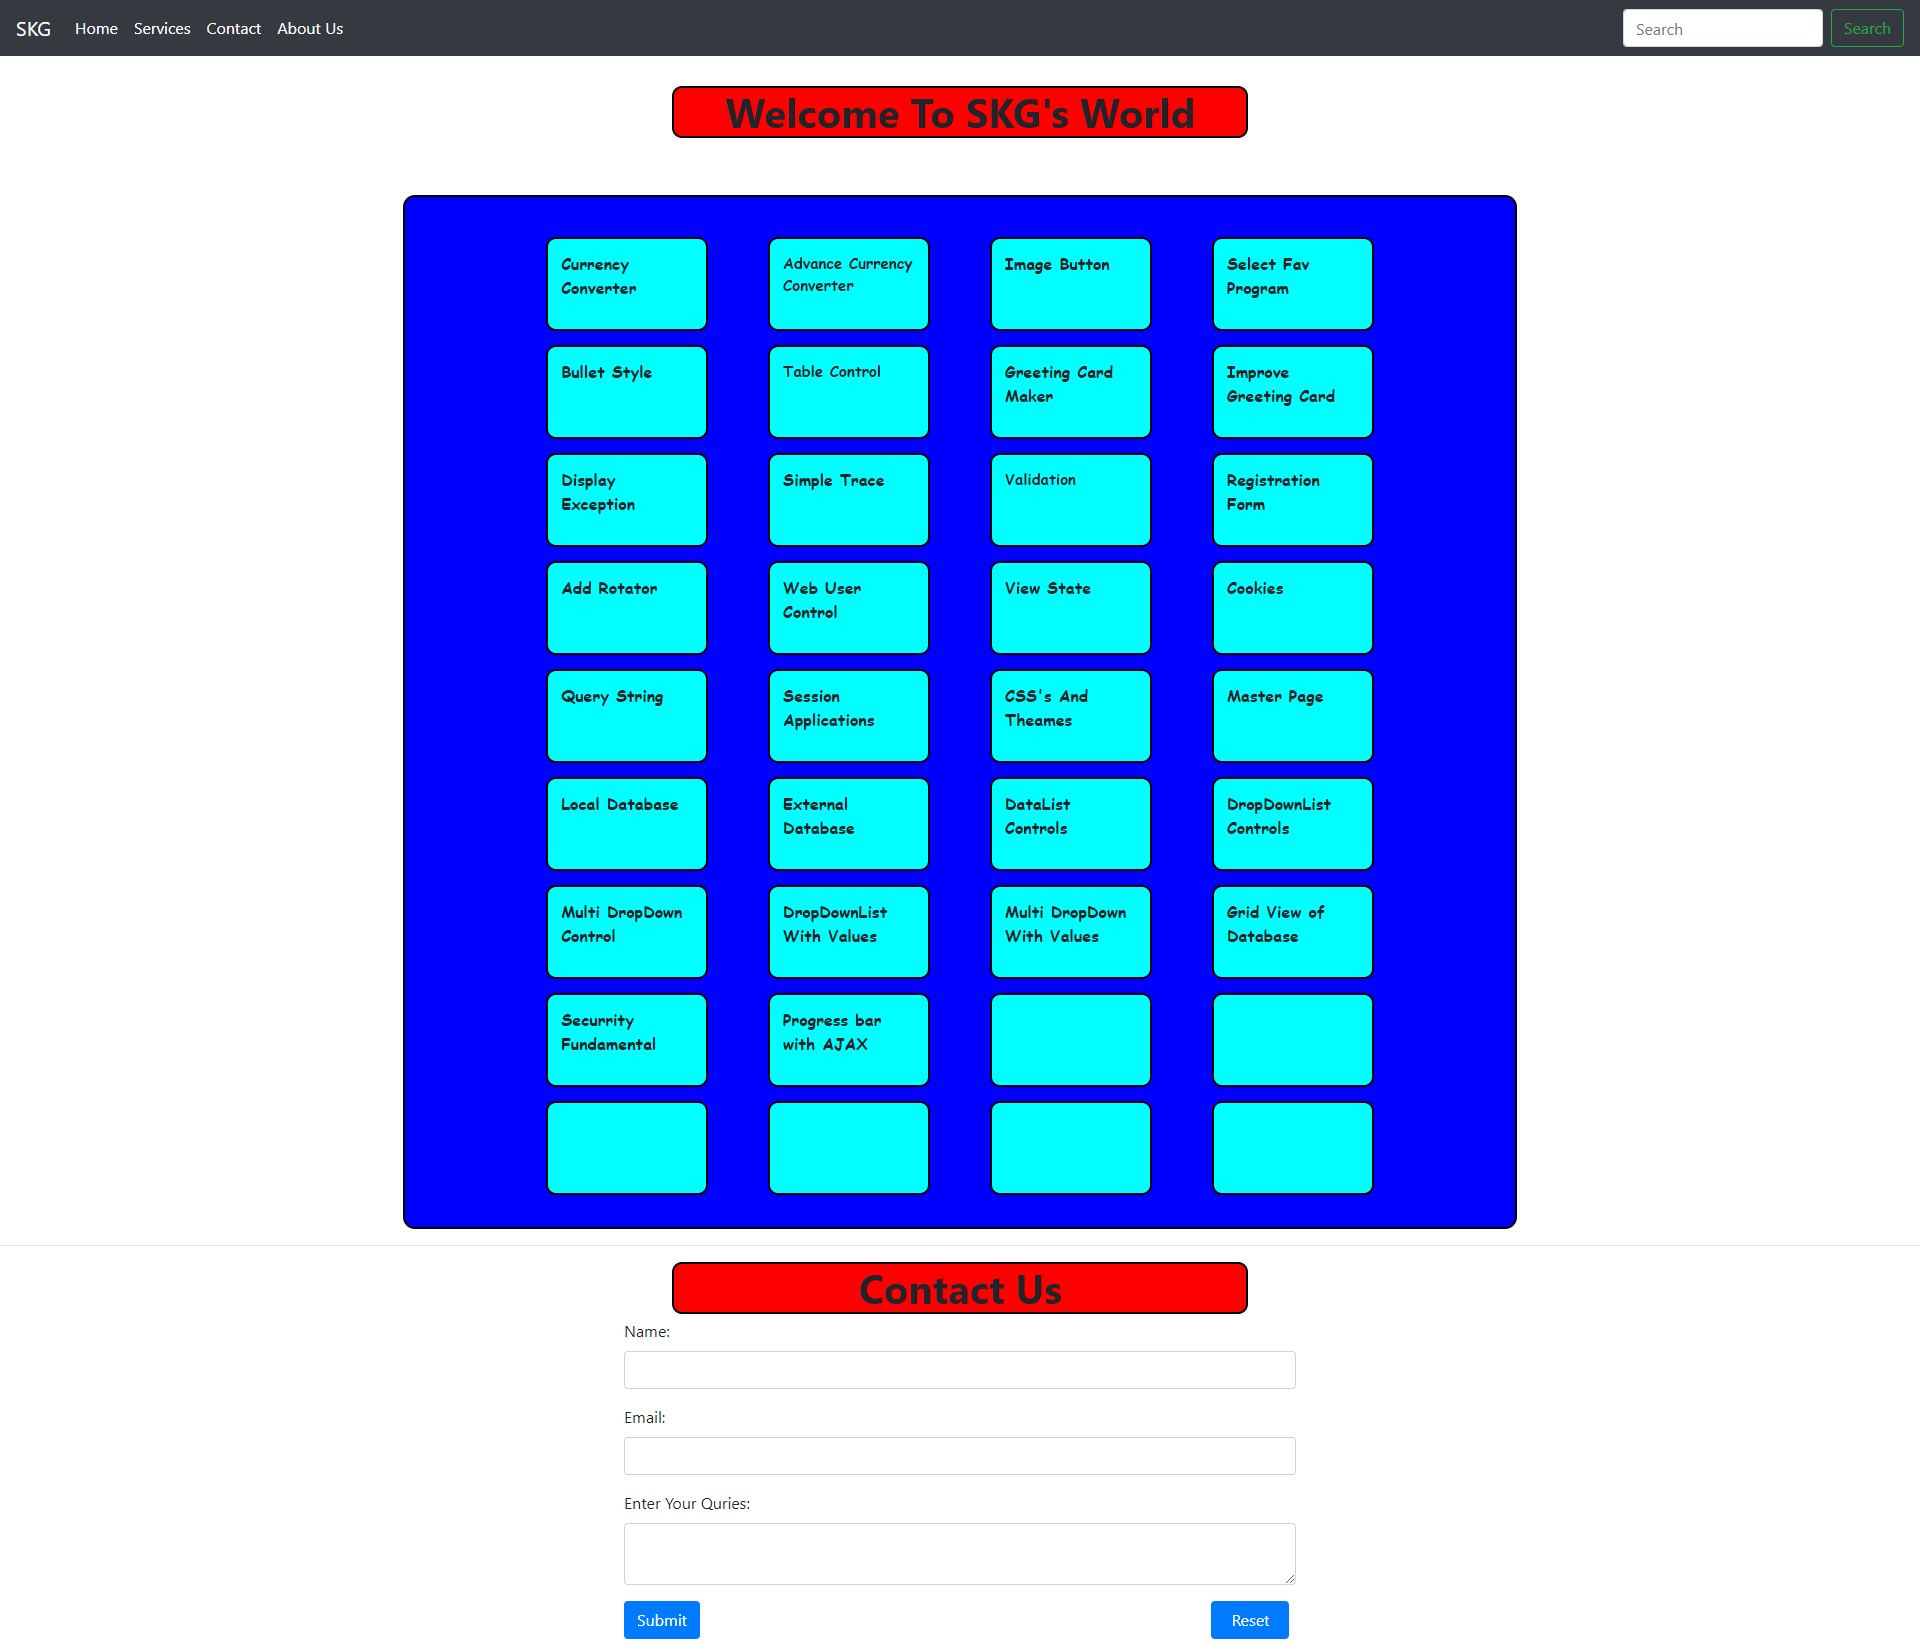 SKG Home Services Contact About Us Search Search
Welcome To SKG's World
Currency
Converter
Advance Currency
Converter
Image Button
Select Fav
Program
Bullet Style
Table Control
Greeting Card
Maker
Improve
Greeting Card
Display
Exception
Simple Trace
Validation
Registration
Form
Add Rotator
Web User
Control
View State
Cookies
Query String
Session
Applications
CSS's And
Theames
Master Page
Local Database
External
Database
DataList
Controls
DropDownList
Controls
Multi DropDown
Control
DropDownList
With Values
Multi DropDown
With Values
Grid View of
Database
Securrity
Fundamental
Progress bar
with AJAX
Contact Us
Name:
Email:
Enter Your Quries:
Submit Reset